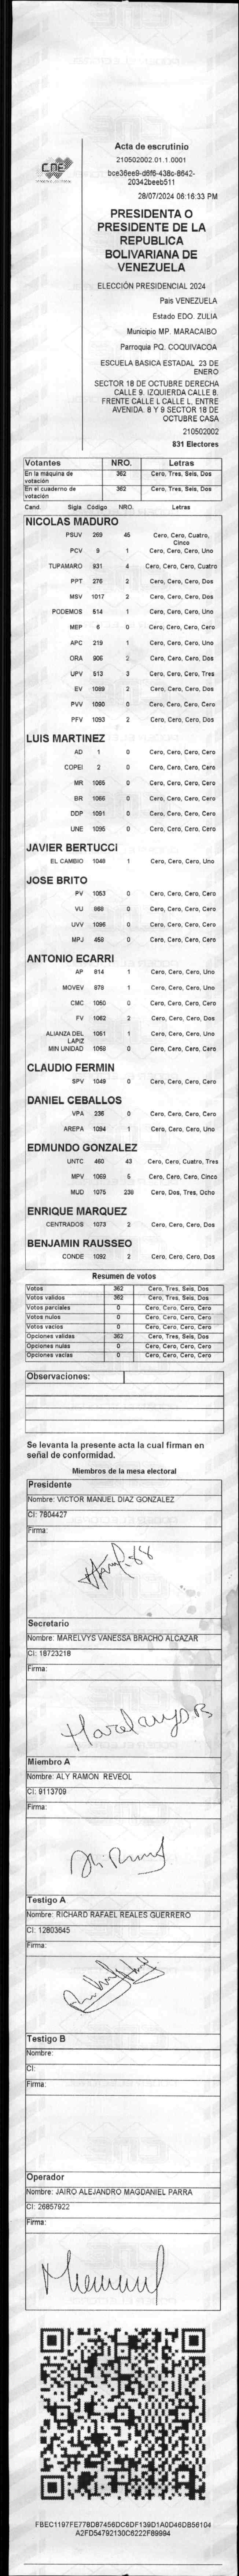 CNE
Acta de escrutinio
210502002.01.1.0001
bce36ee9-d6f6-438c-8642-
20342beeb511
28/07/2024 06:16:33 PM
PRESIDENTA O
PRESIDENTE DE LA
REPUBLICA
BOLIVARIANA DE
VENEZUELA
ELECCIÓN PRESIDENCIAL 2024
Pais VENEZUELA
Estado EDO. ZULIA
Municipio MP. MARACAIBO
Parroquia PQ. COQUIVACOA
ESCUELA BASICA ESTADAL 23 DE
ENERO
SECTOR 18 DE OCTUBRE DERECHA
CALLE 9. IZQUIERDA CALLE 8.
FRENTE CALLE L CALLE L, ENTRE
AVENIDA. 8 Y 9 SECTOR 18 DE
OCTUBRE CASA
210502002
831 Electores
Votantes NRO. Letras
En la máquina de votación 362 Cero, Tres, Seis, Dos
En el cuaderno de votación 362 Cero, Tres, Seis, Dos
Cand. Sigla Código NRO. Letras
NICOLAS MADURO
PSUV 269 45 Cero, Cero, Cuatro, Cinco
PCV 9 1 Cero, Cero, Cero, Uno
TUPAMARO 931 4 Cero, Cero, Cero, Cuatro
PPT 276 2 Cero, Cero, Cero, Dos
MSV 1017 2 Cero, Cero, Cero, Dos
PODEMOS 514 1 Cero, Cero, Cero, Uno
MEP 6 0 Cero, Cero, Cero, Cero
APC 219 1 Cero, Cero, Cero, Uno
ORA 906 2 Cero, Cero, Cero, Dos
UPV 513 3 Cero, Cero, Cero, Tres
EV 1089 2 Cero, Cero, Cero, Dos
PVV 1090 0 Cero, Cero, Cero, Cero
PFV 1093 2 Cero, Cero, Cero, Dos
LUIS MARTINEZ
AD 1 0 Cero, Cero, Cero, Cero
COPEI 2 0 Cero, Cero, Cero, Cero
MR 1065 0 Cero, Cero, Cero, Cero
BR 1066 0 Cero, Cero, Cero, Cero
DDP 1091 0 Cero, Cero, Cero, Cero
UNE 1095 0 Cero, Cero, Cero, Cero
JAVIER BERTUCCI
EL CAMBIO 1048 1 Cero, Cero, Cero, Uno
JOSE BRITO
PV 1053 0 Cero, Cero, Cero, Cero
VU 868 0 Cero, Cero, Cero, Cero
UVV 1096 0 Cero, Cero, Cero, Cero
MPJ 459 0 Cero, Cero, Cero, Cero
ANTONIO ECARRI
AP 814 1 Cero, Cero, Cero, Uno
MOVEV 878 1 Cero, Cero, Cero, Uno
CMC 1050 0 Cero, Cero, Cero, Cero
FV 1062 2 Cero, Cero, Cero, Dos
ALIANZA DEL LAPIZ 1061 1 Cero, Cero, Cero, Uno
MIN UNIDAD 1059 0 Cero, Cero, Cero, Cero
CLAUDIO FERMIN
SPV 1049 0 Cero, Cero, Cero, Cero
DANIEL CEBALLOS
VPA 236 0 Cero, Cero, Cero, Cero
AREPA 1094 1 Cero, Cero, Cero, Uno
EDMUNDO GONZALEZ
UNTC 460 43 Cero, Cero, Cuatro, Tres
MPV 1069 5 Cero, Cero, Cero, Cinco
MUD 1075 238 Cero, Dos, Tres, Ocho
ENRIQUE MARQUEZ
CENTRADOS 1073 2 Cero, Cero, Cero, Dos
BENJAMIN RAUSSEO
CONDE 1092 2 Cero, Cero, Cero, Dos
Resumen de votos
Votos 362 Cero, Tres, Seis, Dos
Votos validos 362 Cero, Tres, Seis, Dos
Votos parciales 0 Cero, Cero, Cero, Cero
Votos nulos 0 Cero, Cero, Cero, Cero
Votos vacios 0 Cero, Cero, Cero, Cero
Opciones validas 362 Cero, Tres, Seis, Dos
Opciones nulas 0 Cero, Cero, Cero, Cero
Opciones vacias 0 Cero, Cero, Cero, Cero
Observaciones:
Se levanta la presente acta la cual firman en
señal de conformidad.
Miembros de la mesa electoral
Presidente
Nombre: VICTOR MANUEL DIAZ GONZALEZ
CI: 7804427
Firma:
Secretario
Nombre: MARELVYS VANESSA BRACHO ALCAZAR
CI: 18723218
Firma:
Miembro A
Nombre: ALY RAMON REVEOL
CI: 9113709
Firma:
Testigo A
Nombre: RICHARD RAFAEL REALES GUERRERO
CI: 12803645
Firma:
Testigo B
Nombre:
CI:
Firma:
Operador
Nombre: JAIRO ALEJANDRO MAGDANIEL PARRA
CI: 26857922
Firma:
FBEC1197FE778D87456DC6DF139D1A0D46DB56104
A2FD54792130C6222F89994